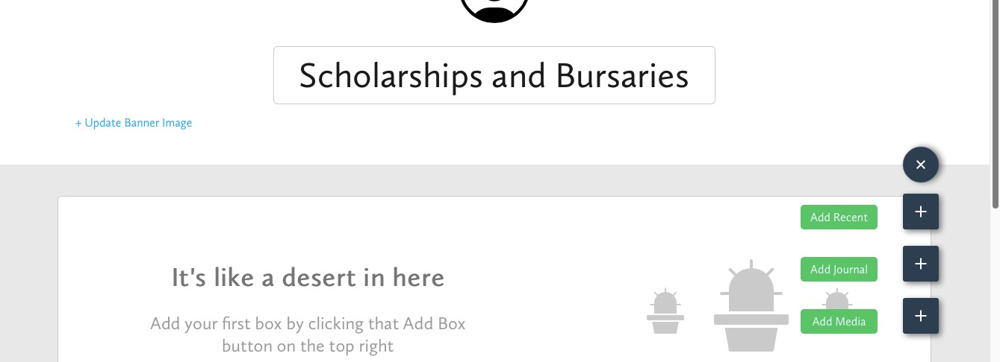 Scholarships and Bursaries
+ Update Banner Image
Add Recent
Add Journal
Add Media
It's like a desert in here
Add your first box by clicking that Add Box
button on the top right